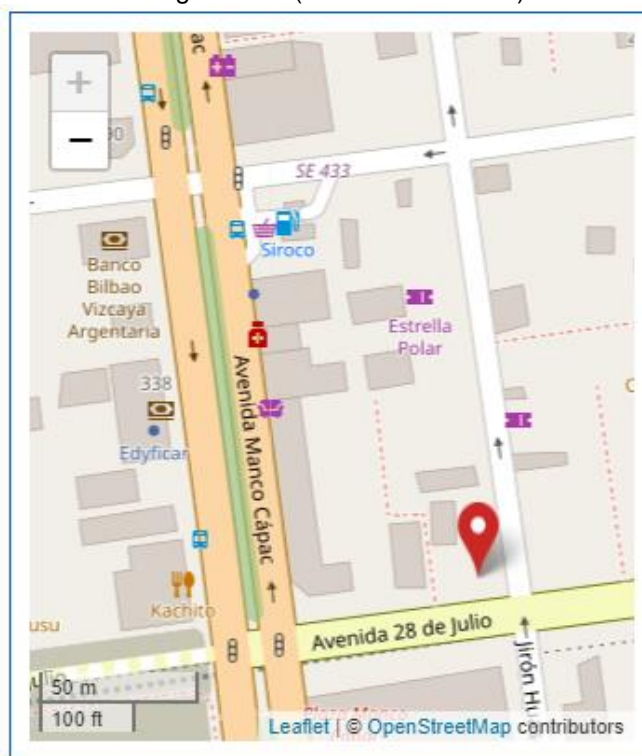 +
−
SE 433
Siroco
Banco
Bilbao
Vizcaya
Argentaria
Estrella
Polar
338
Edyficar
Avenida Manco Cápac
Kachito
Avenida 28 de Julio
50 m
100 ft
Leaflet | © OpenStreetMap contributors